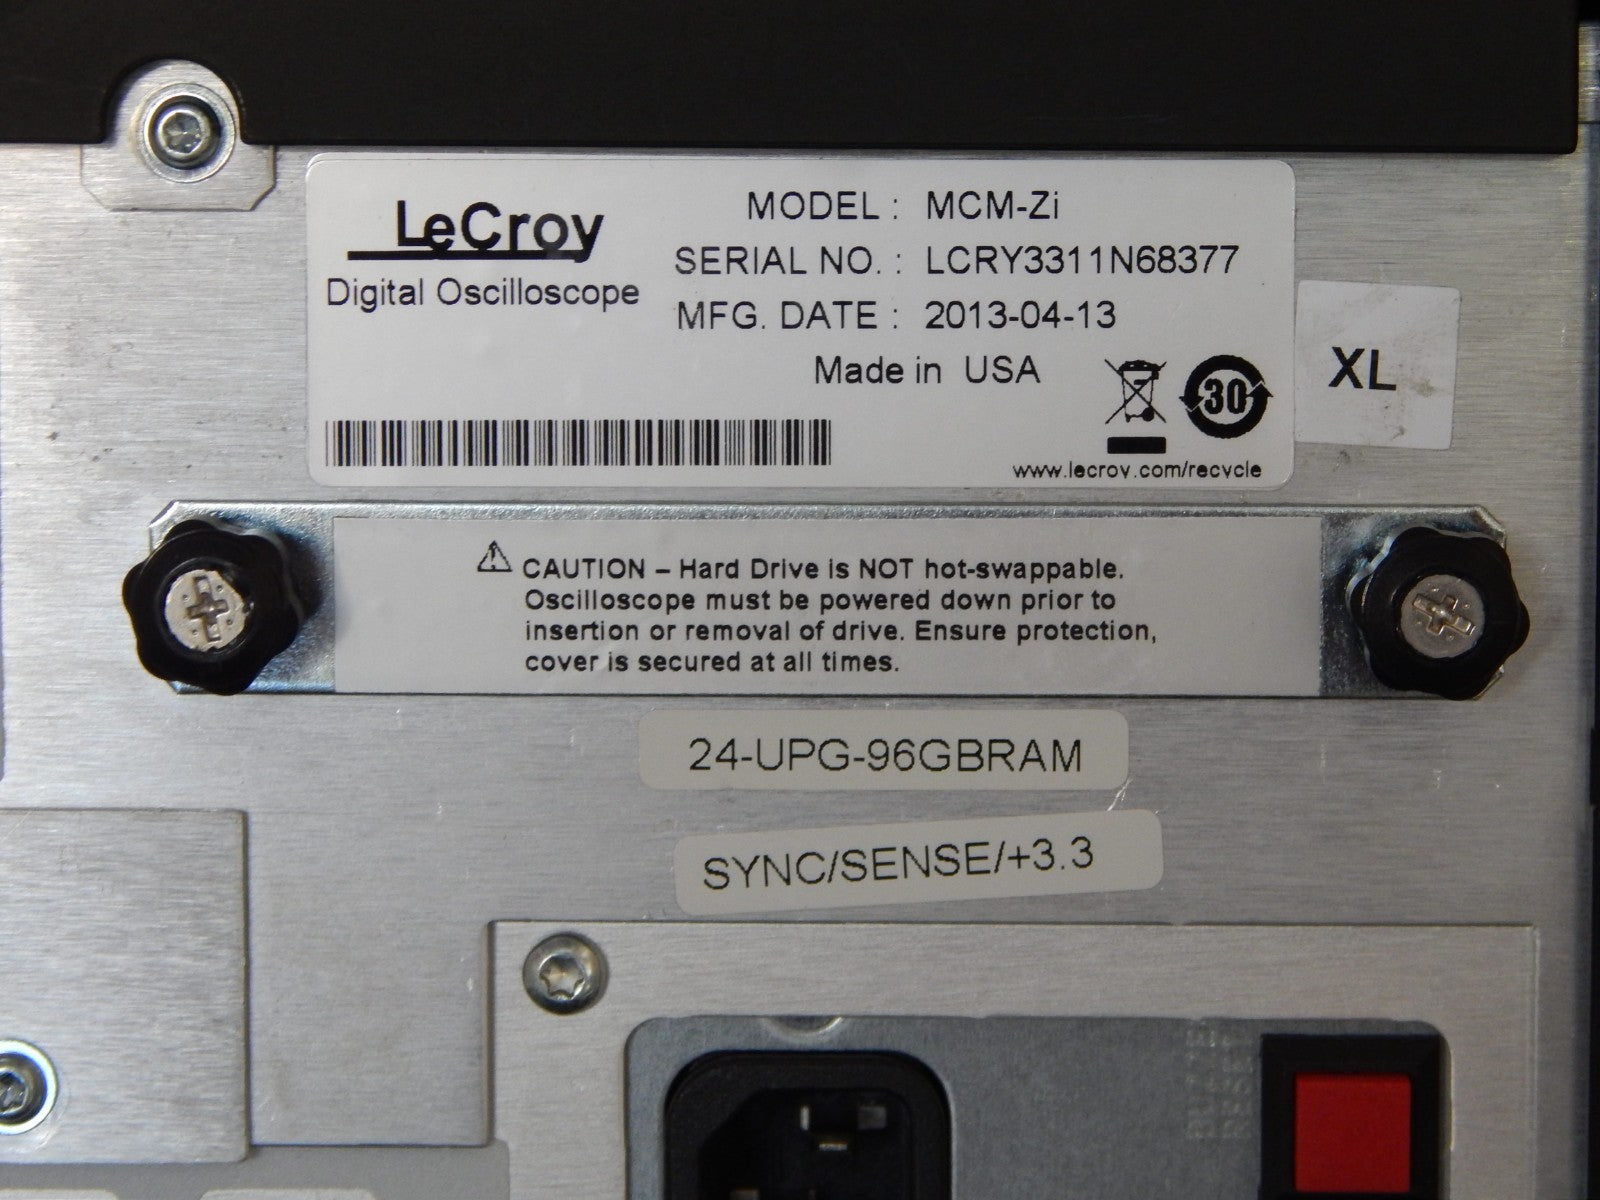 LeCroy
Digital Oscilloscope
MODEL : MCM-Zi
SERIAL NO. : LCRY3311N68377
MFG. DATE : 2013-04-13
Made in USA
30
www.lecroy.com/recycle
XL
CAUTION – Hard Drive is NOT hot-swappable.
Oscilloscope must be powered down prior to
insertion or removal of drive. Ensure protection,
cover is secured at all times.
24-UPG-96GBRAM
SYNC/SENSE/+3.3
BUZZER
RESET